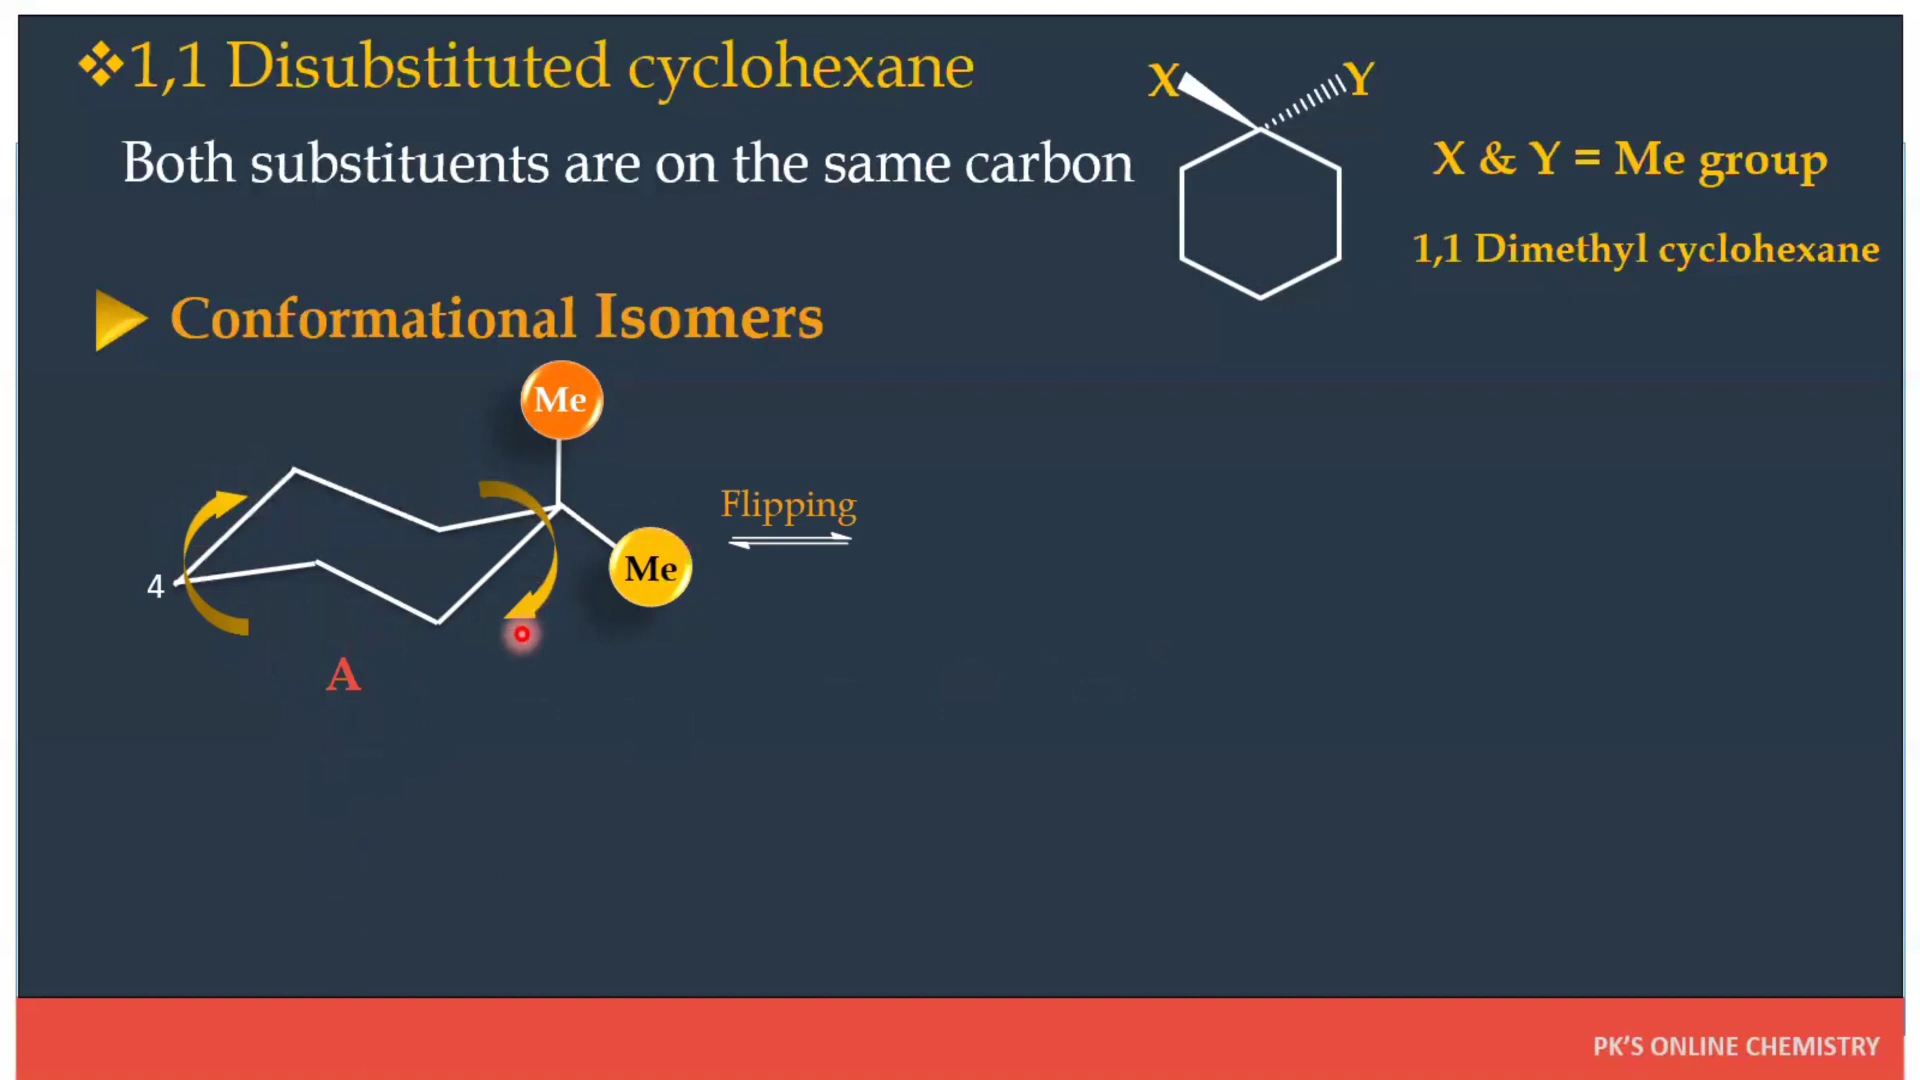 ❖1,1 Disubstituted cyclohexane
Both substituents are on the same carbon
X
Y
X & Y = Me group
1,1 Dimethyl cyclohexane
Conformational Isomers
Me
Me
4
A
Flipping
PK'S ONLINE CHEMISTRY